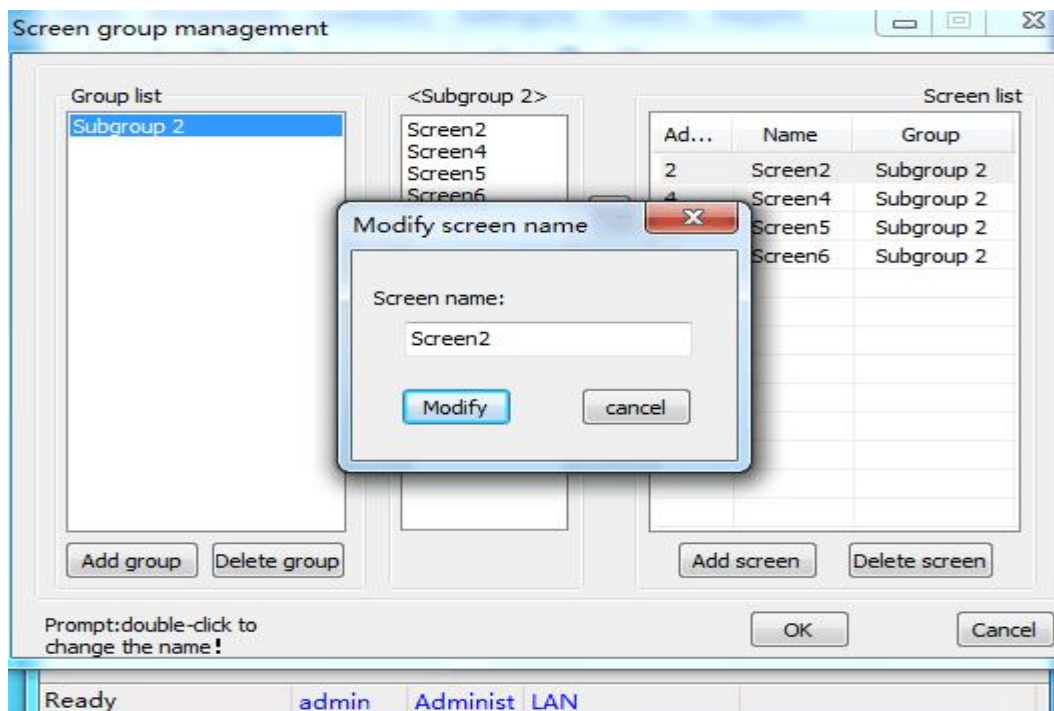 Screen group management
Group list
Subgroup 2
<Subgroup 2>
Screen2
Screen4
Screen5
Screen6
Screen list
Ad... Name Group
2 Screen2 Subgroup 2
4 Screen4 Subgroup 2
Screen5 Subgroup 2
Screen6 Subgroup 2
Modify screen name
Screen name:
Screen2
Modify cancel
Add group Delete group Add screen Delete screen
Prompt:double-click to
change the name!
OK Cancel
Ready admin Administ LAN